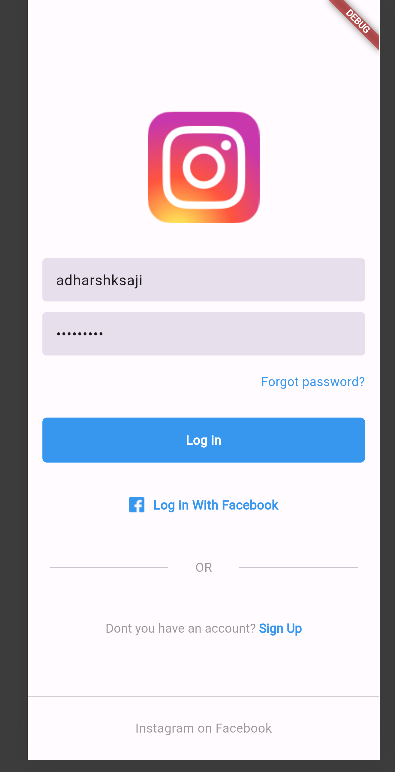 DEBUG
adharshksaji
•••••••••
Forgot password?
Log in
Log in With Facebook
OR
Dont you have an account? Sign Up
Instagram on Facebook